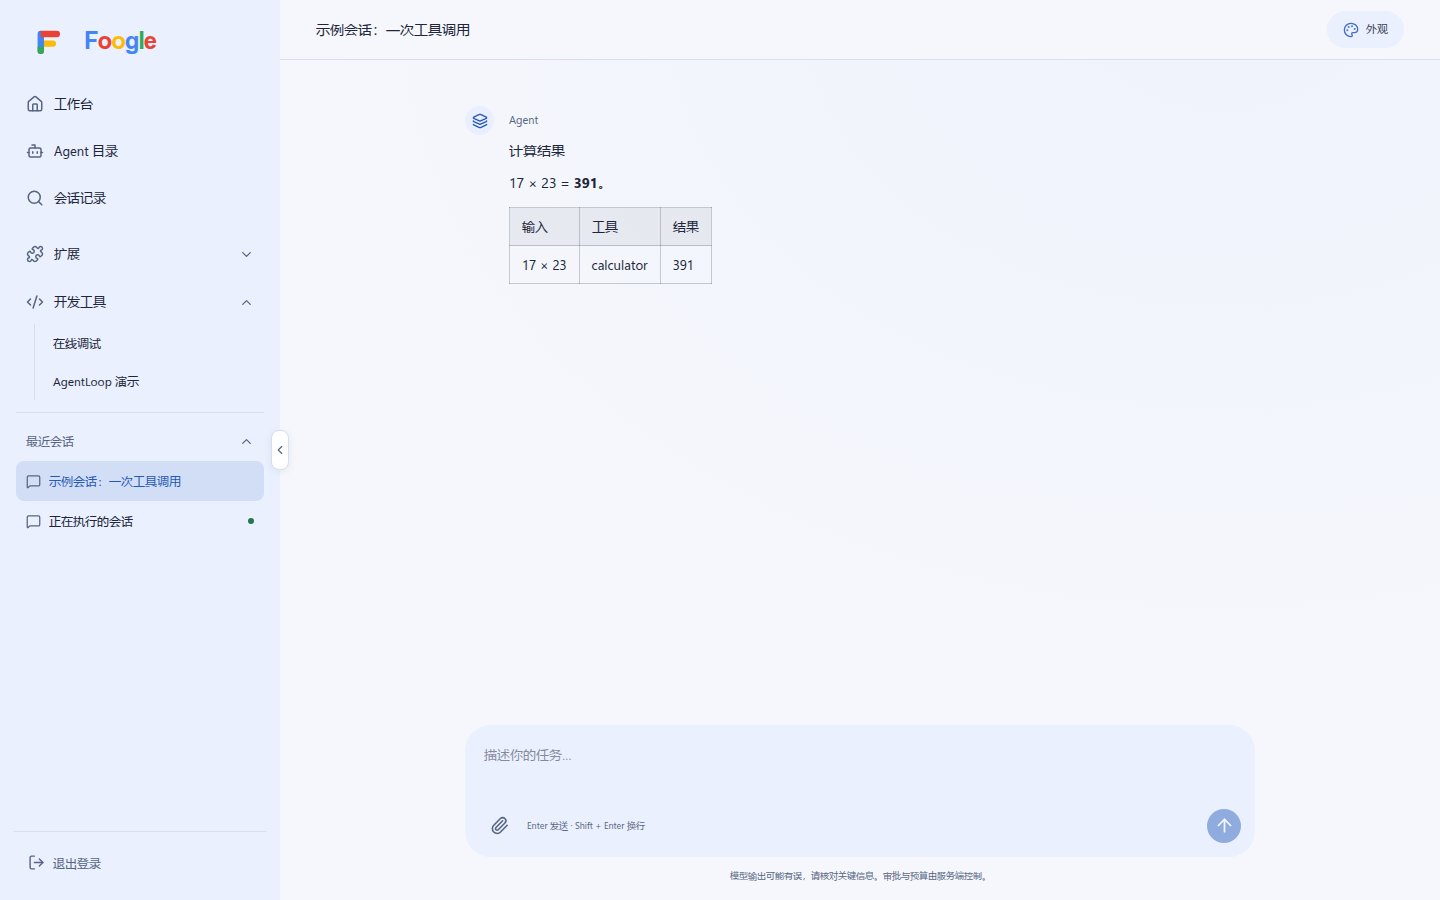 Foogle
工作台
Agent 目录
会话记录
扩展
开发工具
在线调试
AgentLoop 演示
最近会话
示例会话：一次工具调用
正在执行的会话
退出登录
示例会话：一次工具调用
外观
Agent
计算结果
17 × 23 = 391。
输入 工具 结果
17 × 23 calculator 391
描述你的任务...
Enter 发送 · Shift + Enter 换行
模型输出可能有误，请核对关键信息。审批与预算由服务端控制。